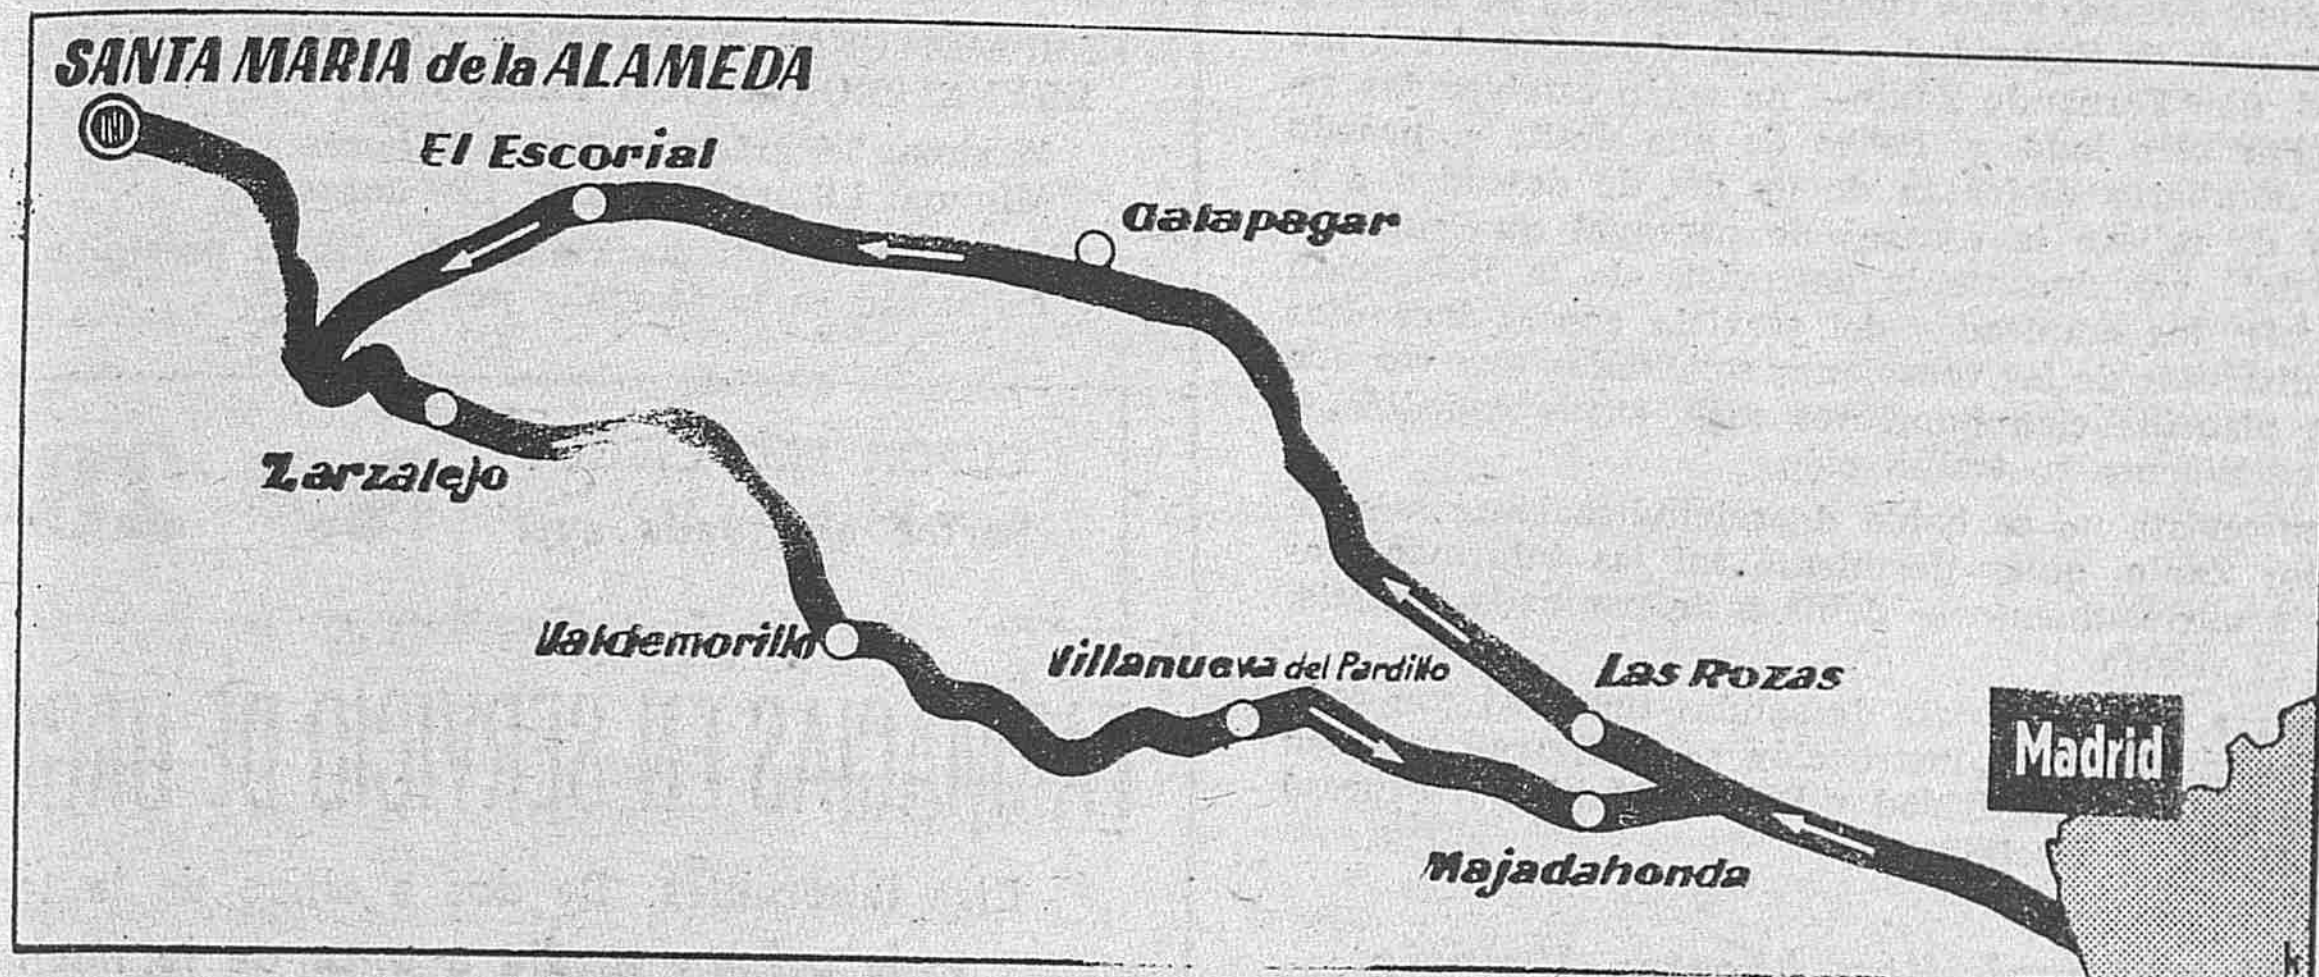 SANTA MARIA de la ALAMEDA
El Escorial
Galapagar
Zarzalejo
Valdemorillo
Villanueva del Pardillo
Las Rozas
Madrid
Majadahonda